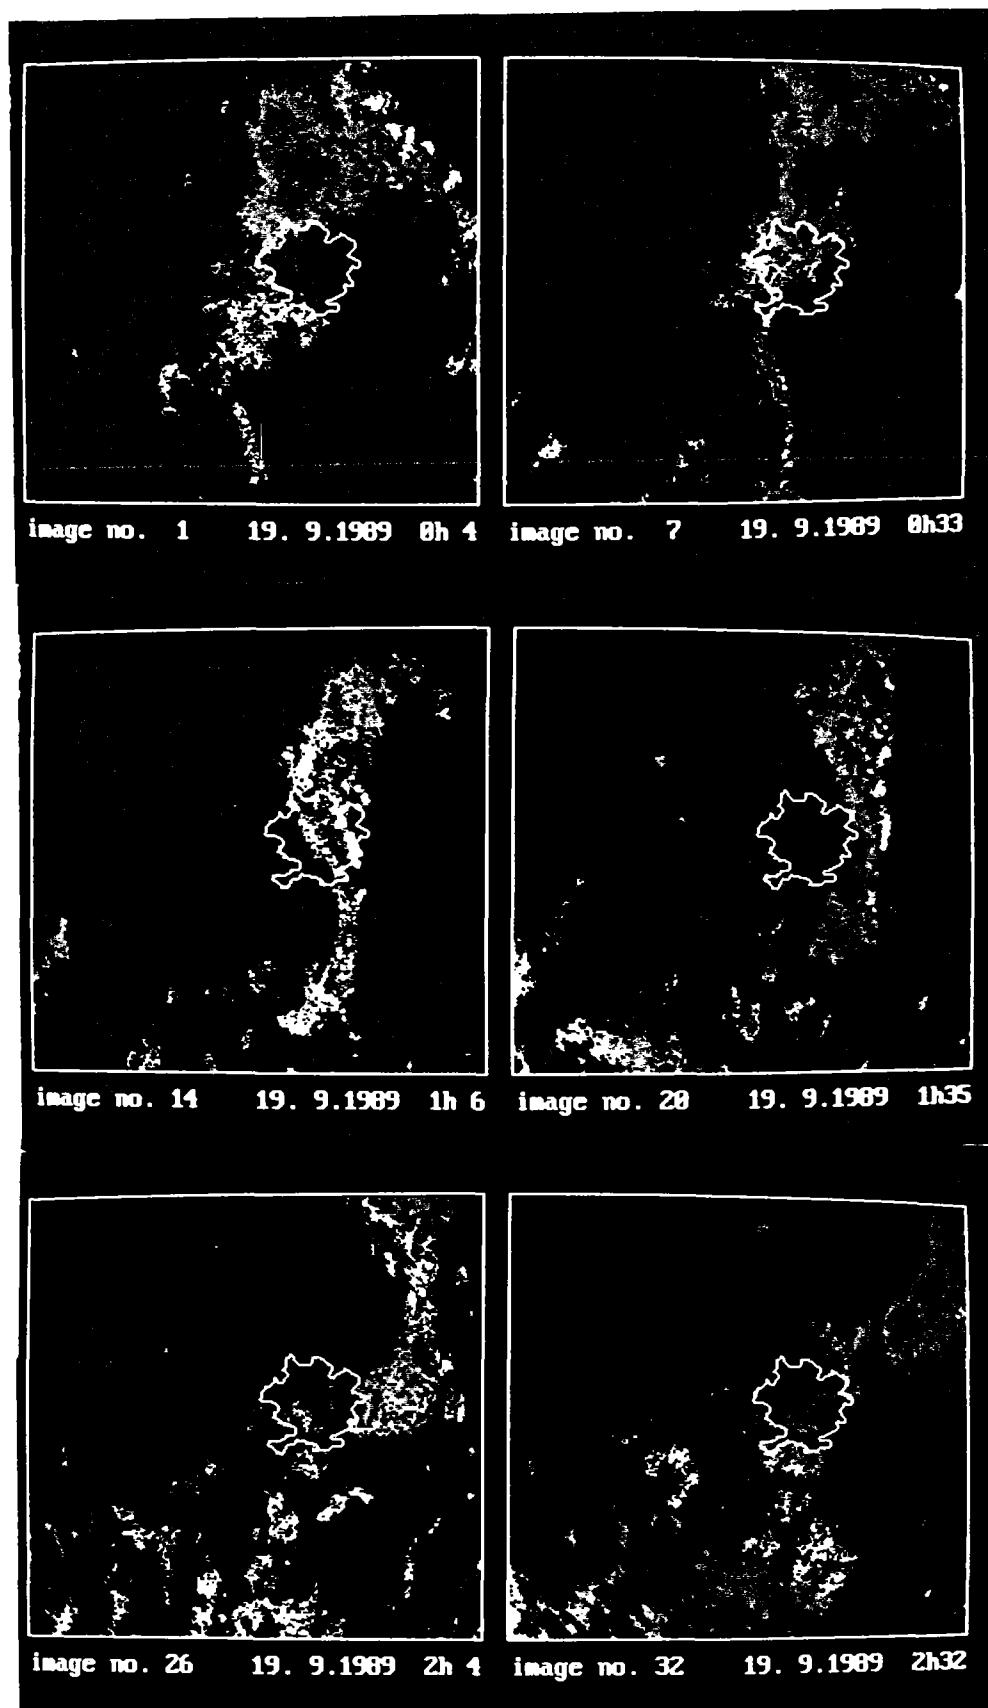 image no. 1 19. 9.1989 0h 4
image no. 7 19. 9.1989 0h33
image no. 14 19. 9.1989 1h 6
image no. 20 19. 9.1989 1h35
image no. 26 19. 9.1989 2h 4
image no. 32 19. 9.1989 2h32